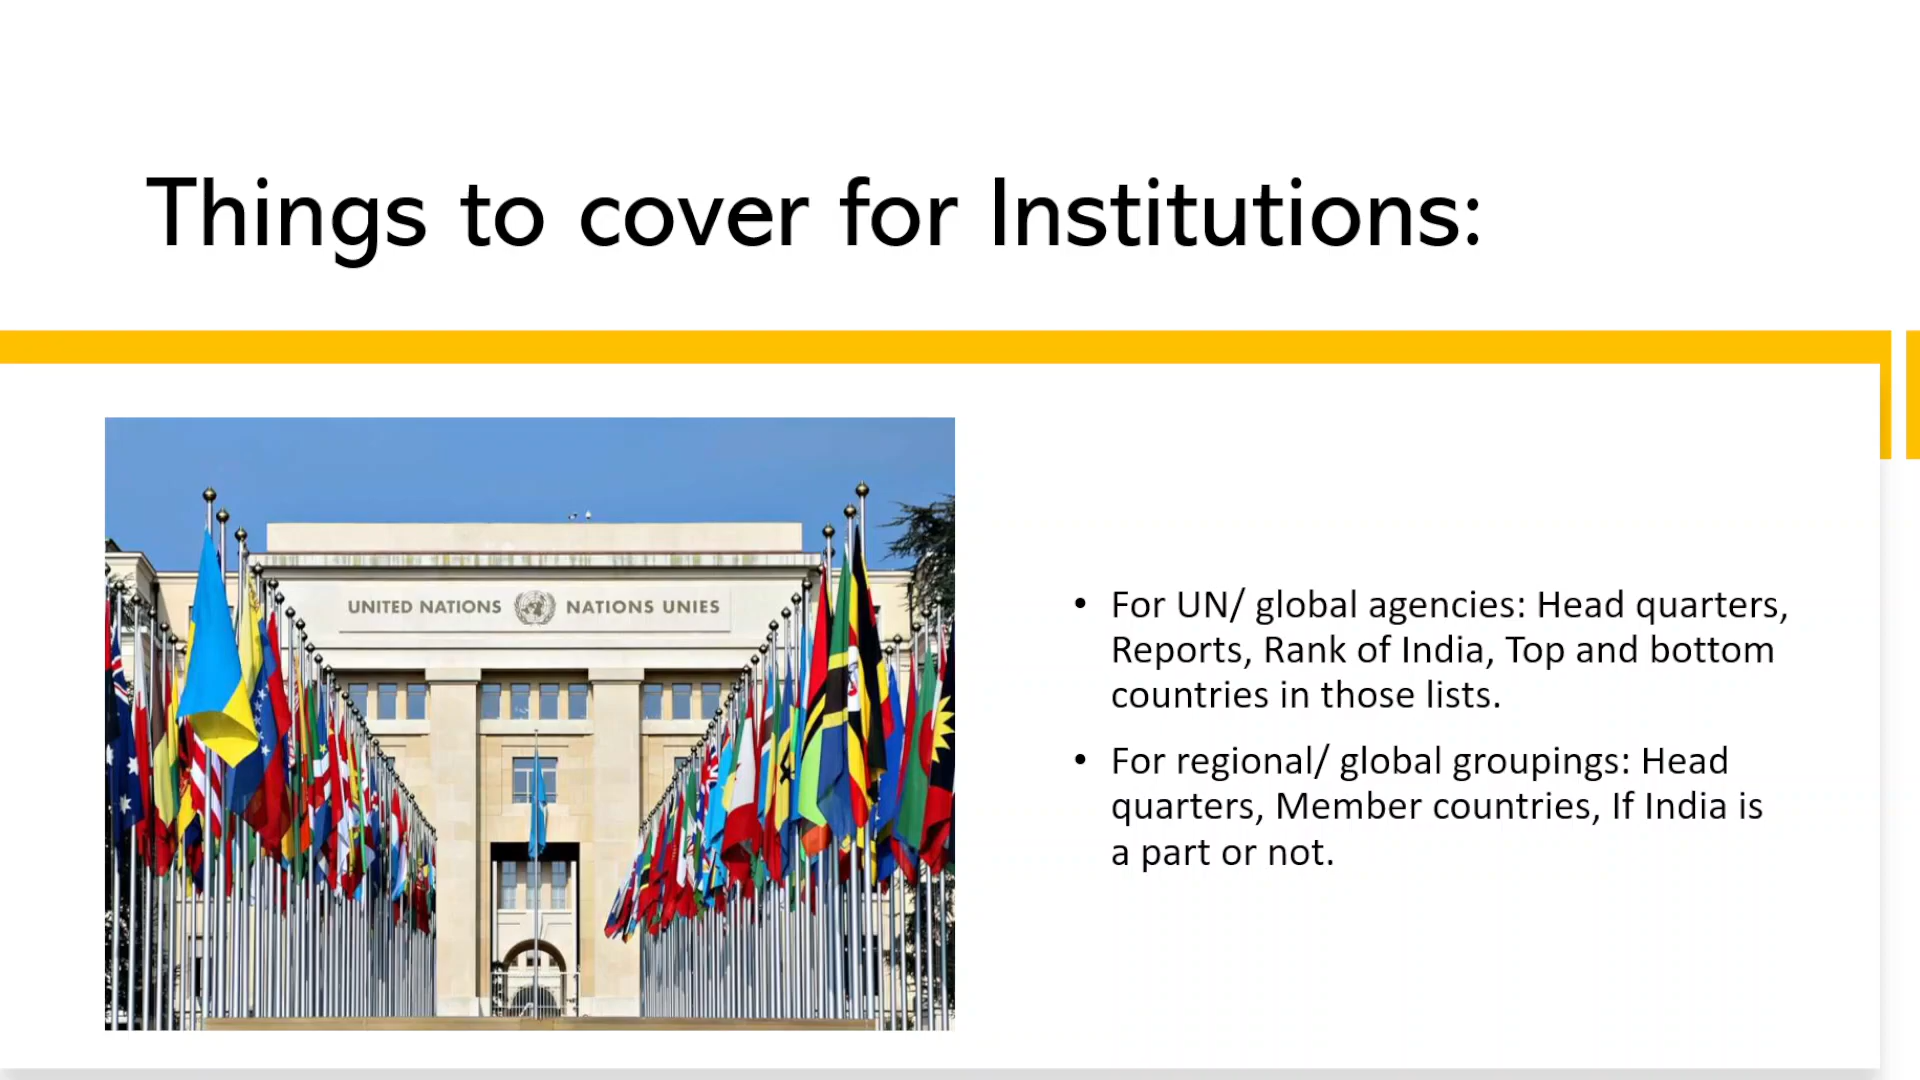 Things to cover for Institutions:
UNITED NATIONS NATIONS UNIES
• For UN/ global agencies: Head quarters,
Reports, Rank of India, Top and bottom
countries in those lists.
• For regional/ global groupings: Head
quarters, Member countries, If India is
a part or not.